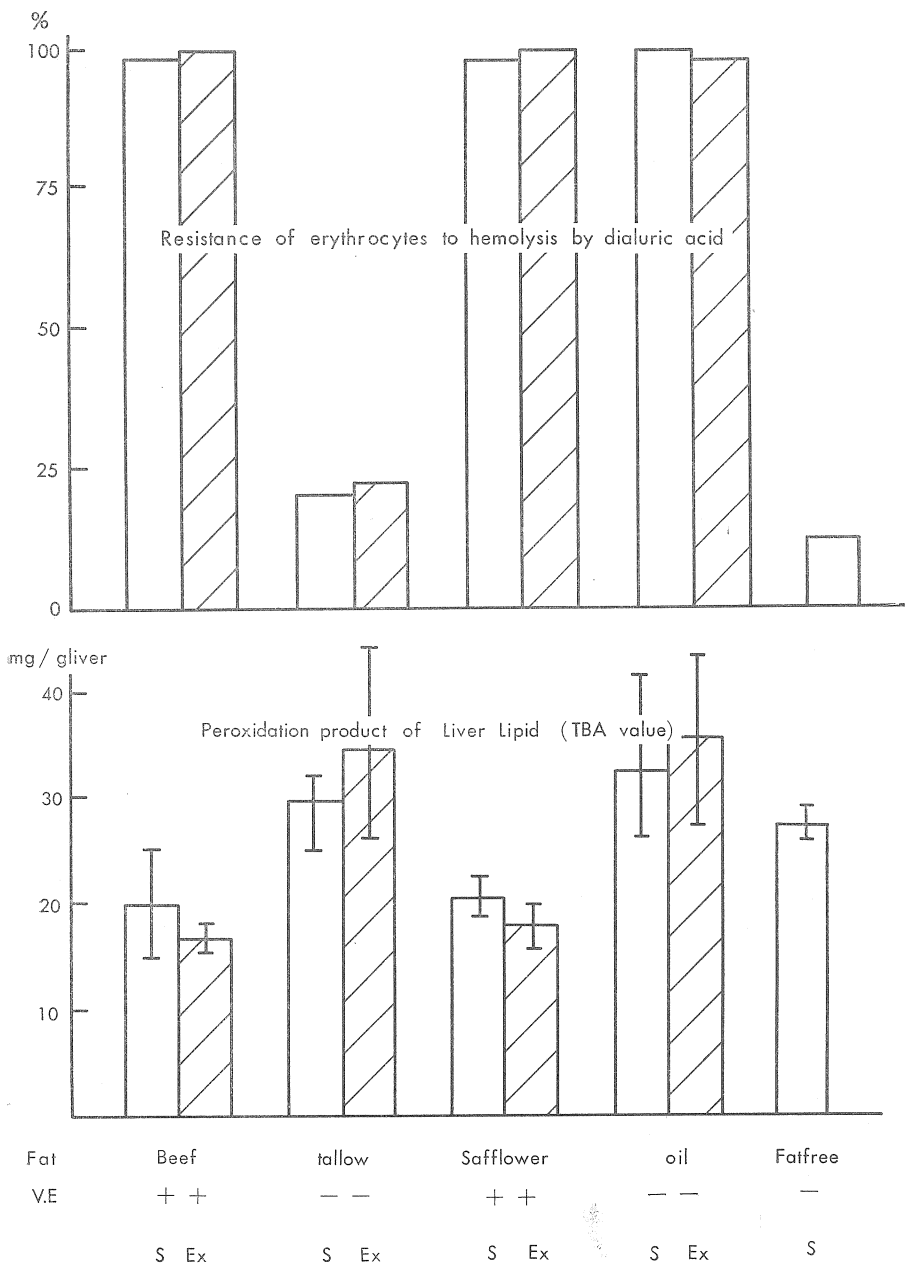 %
100
75
Resistance of erythrocytes to hemolysis by dialuric acid
50
25
0
mg / gliver
40
Peroxidation product of Liver Lipid (TBA value)
30
20
10
Fat Beef tallow Safflower oil Fatfree
V.E + + — — + + — — —
S Ex S Ex S Ex S Ex S